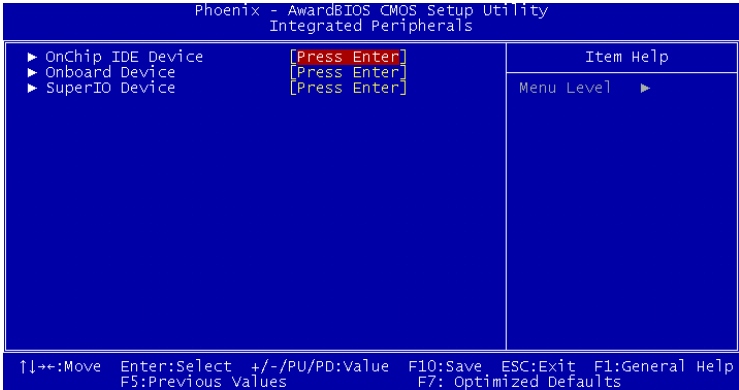 Phoenix - AwardBIOS CMOS Setup Utility
Integrated Peripherals
► OnChip IDE Device [Press Enter]
► Onboard Device [Press Enter]
► SuperIO Device [Press Enter]
Item Help
Menu Level ►
↑↓→←:Move Enter:Select +/-/PU/PD:Value F10:Save ESC:Exit F1:General Help
F5:Previous Values F7: Optimized Defaults